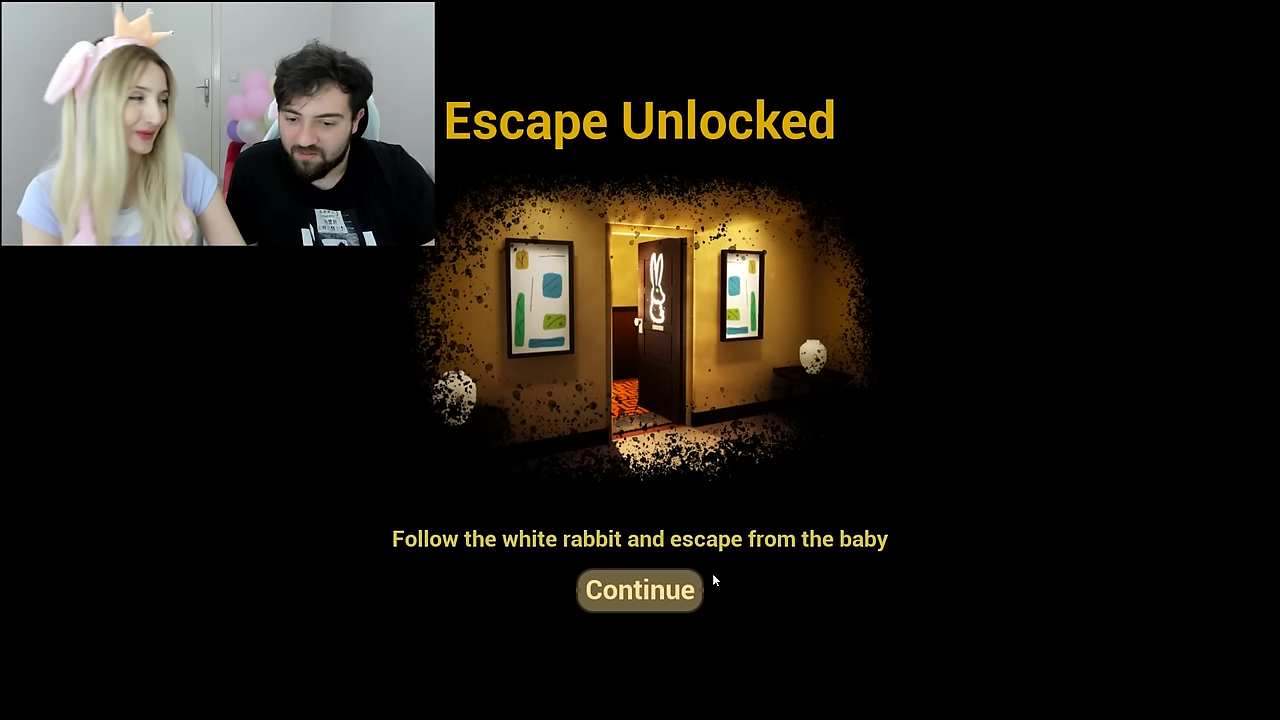 Escape Unlocked
Follow the white rabbit and escape from the baby
Continue